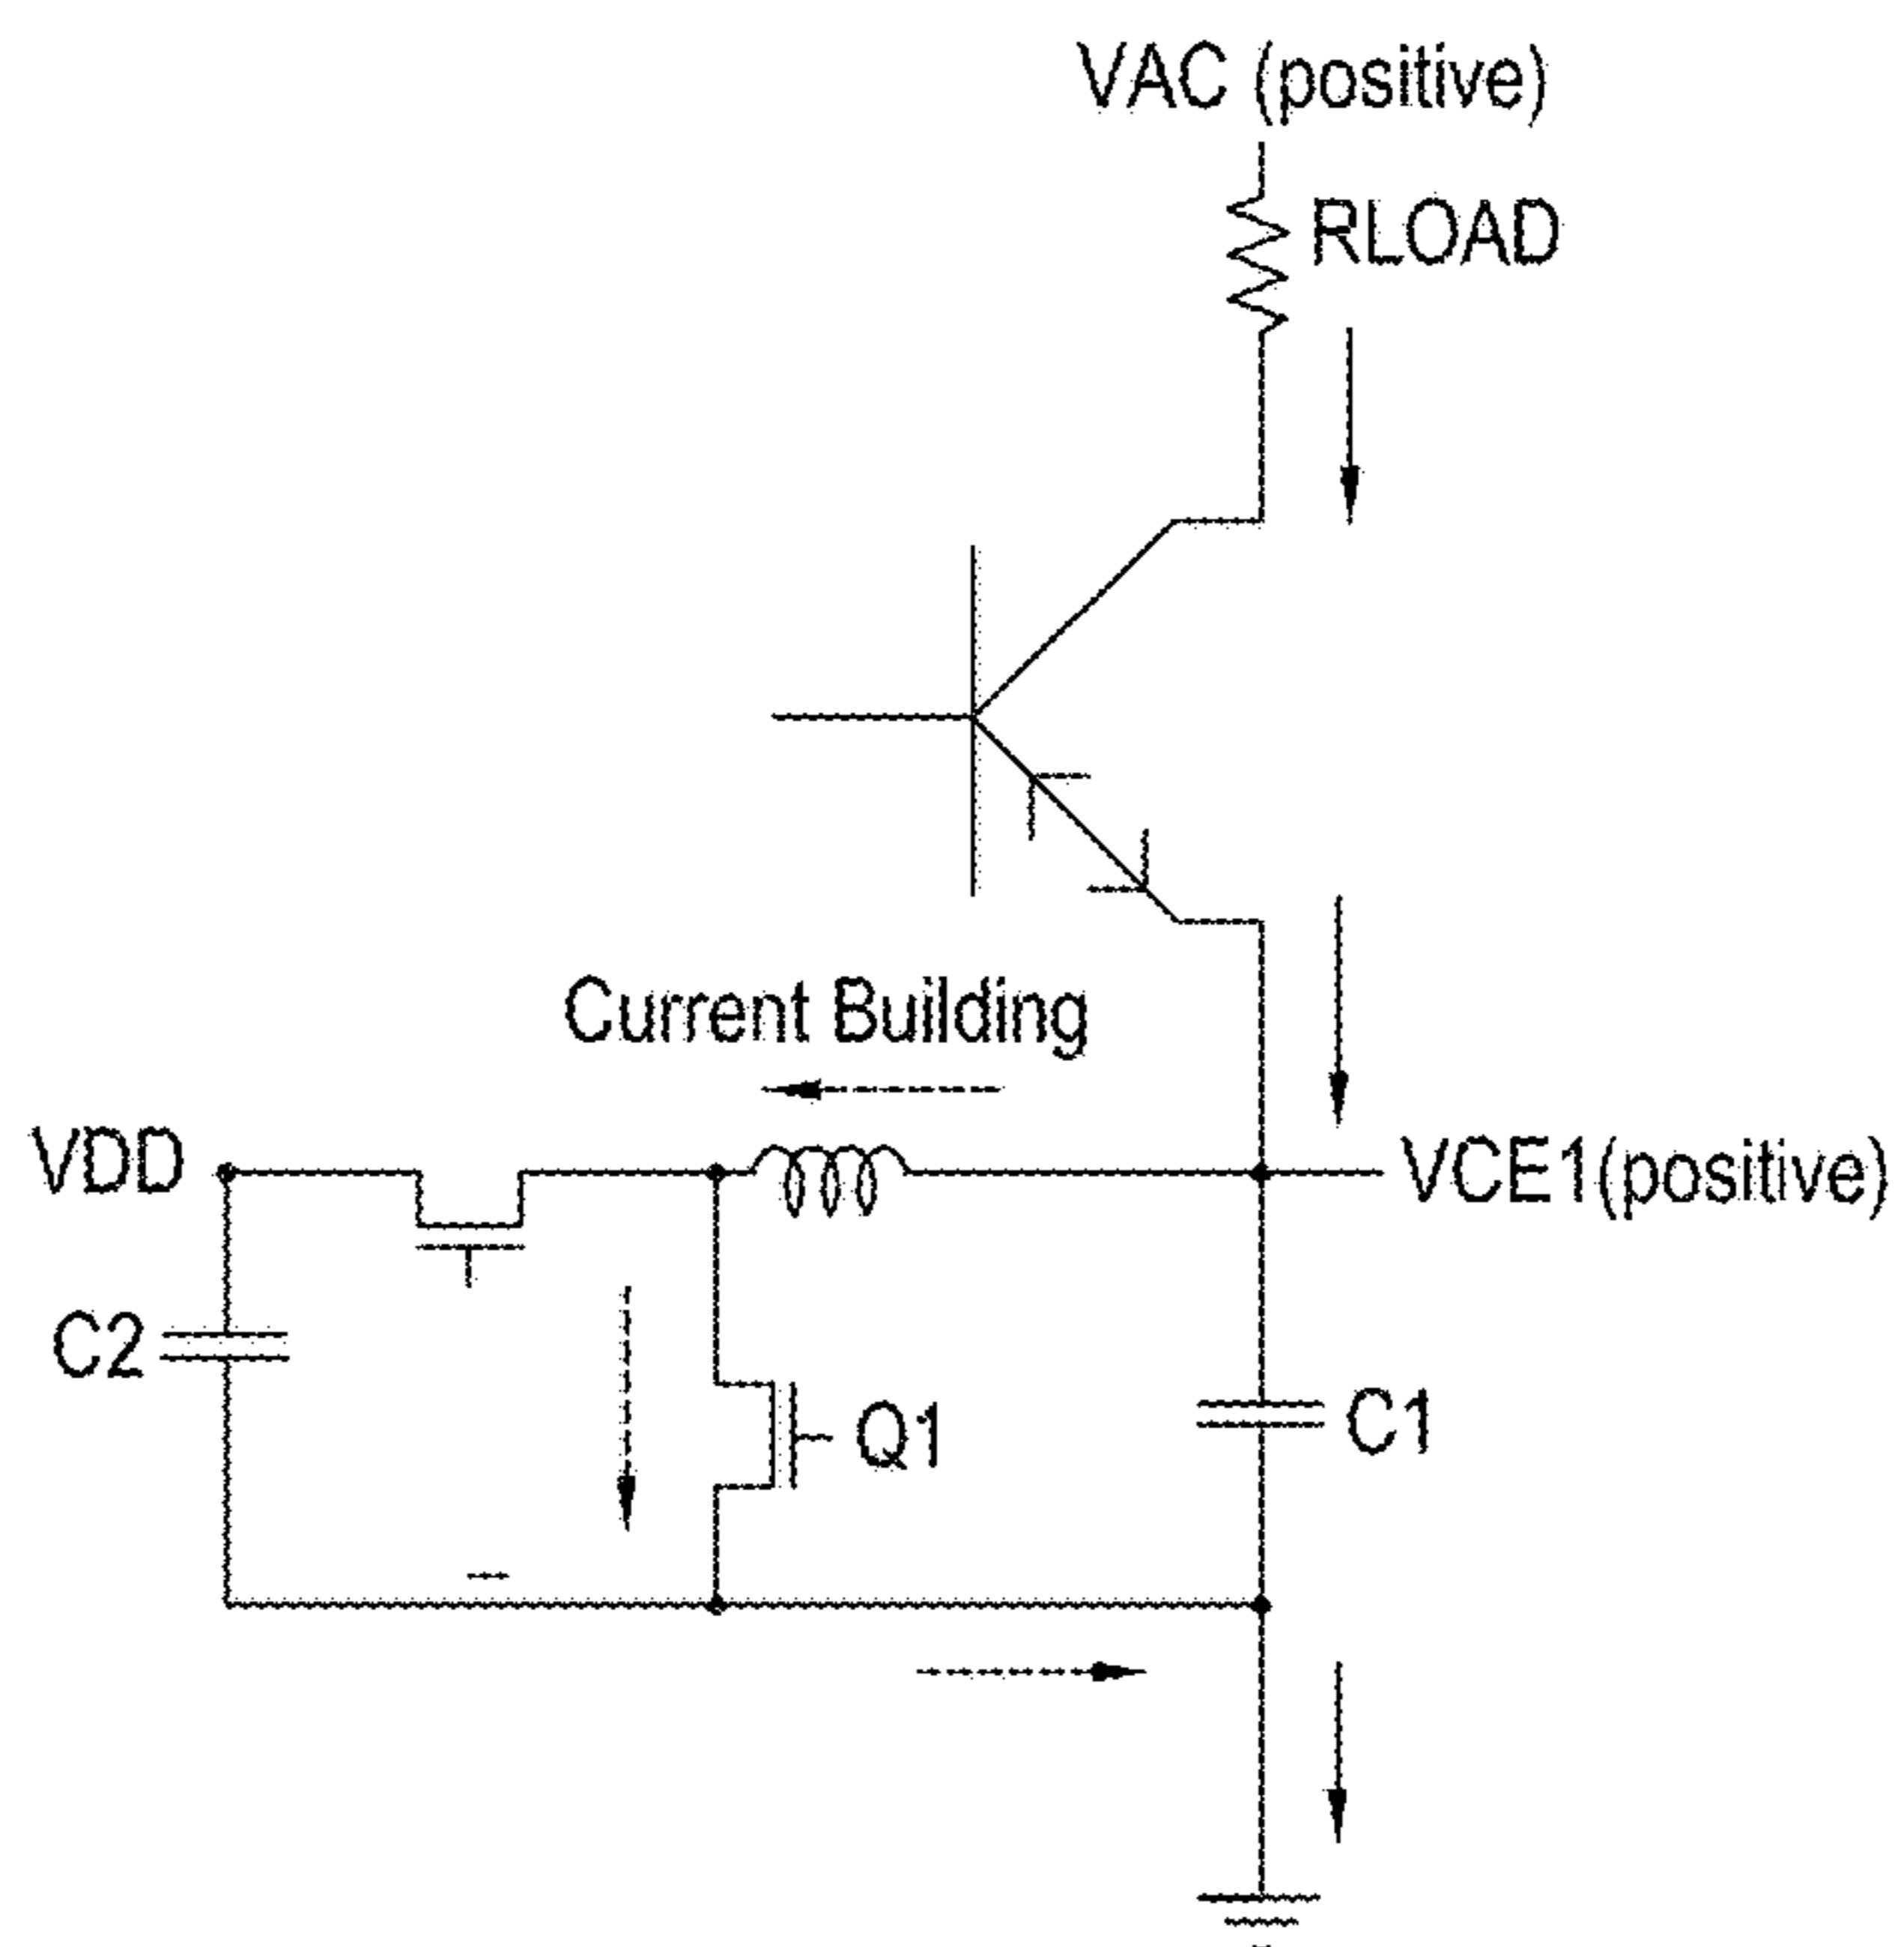 VAC (positive)
RLOAD
Current Building
VDD
VCE1(positive)
C2
Q1
C1